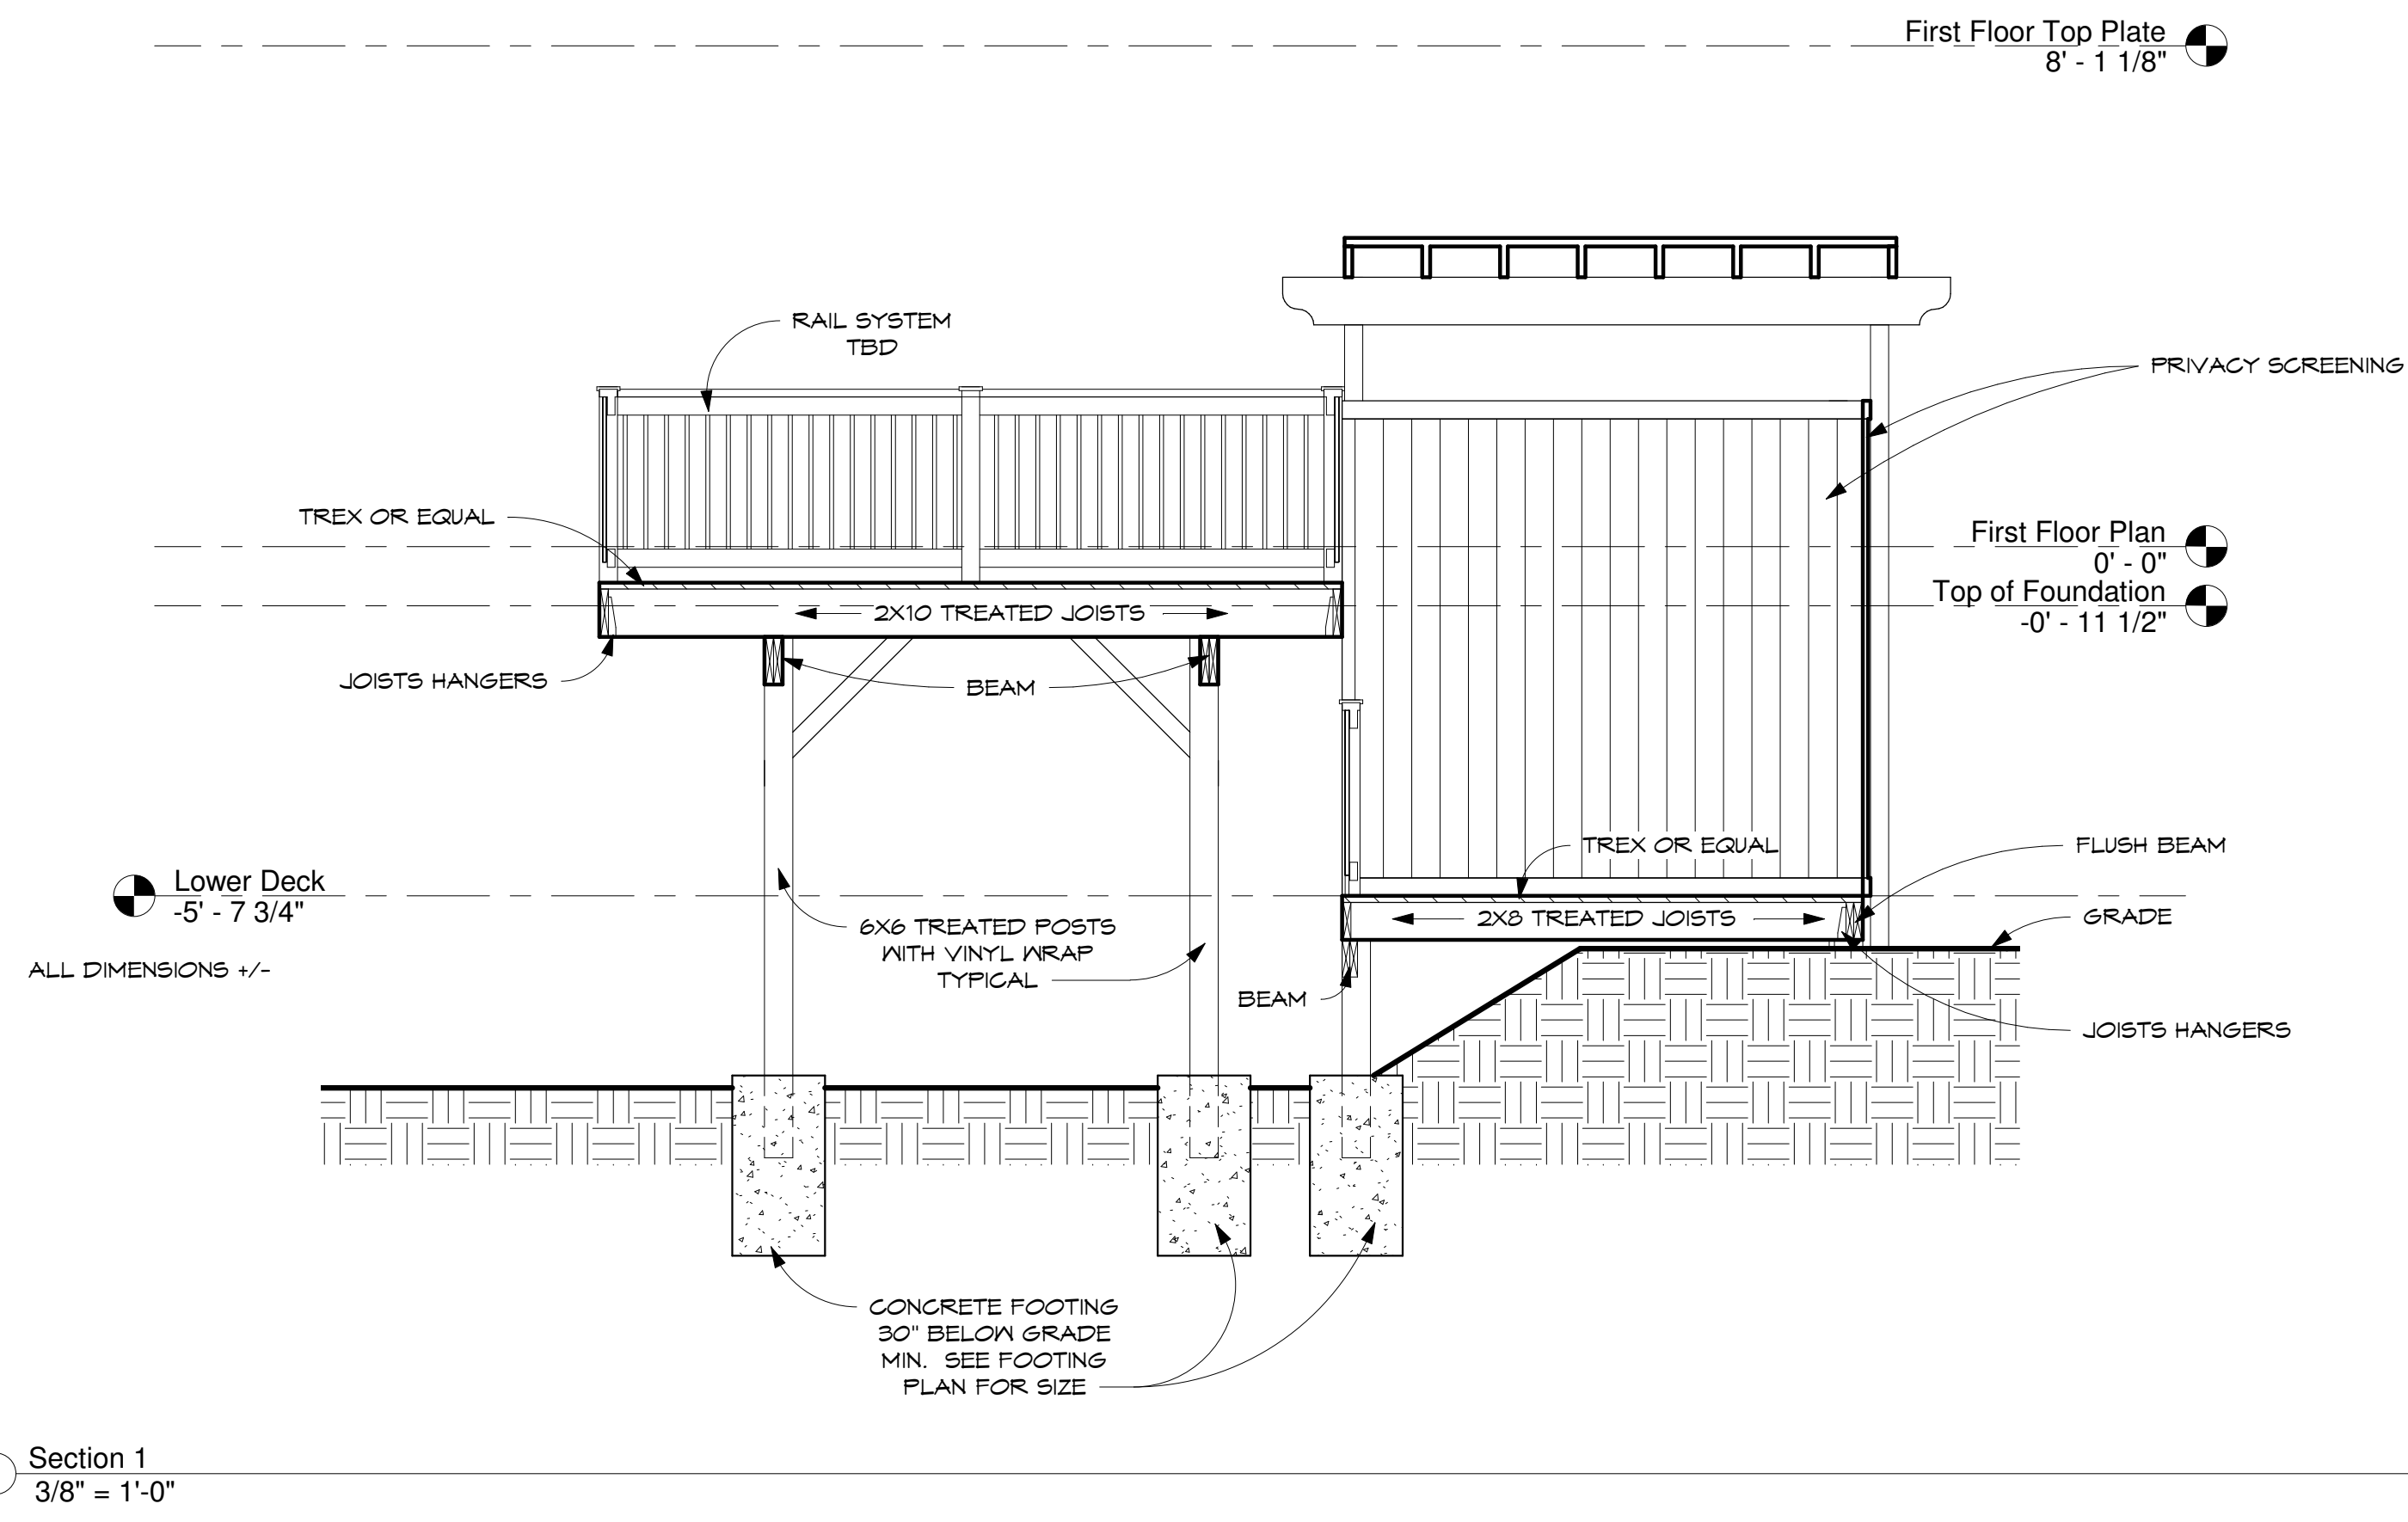 First Floor Top Plate
8' - 1 1/8"
RAIL SYSTEM
TBD
PRIVACY SCREENING
TREX OR EQUAL
First Floor Plan
0' - 0"
Top of Foundation
-0' - 11 1/2"
2X10 TREATED JOISTS
JOISTS HANGERS
BEAM
TREX OR EQUAL
FLUSH BEAM
Lower Deck
-5' - 7 3/4"
2X8 TREATED JOISTS
GRADE
6X6 TREATED POSTS
WITH VINYL WRAP
TYPICAL
ALL DIMENSIONS +/-
BEAM
JOISTS HANGERS
CONCRETE FOOTING
30" BELOW GRADE
MIN. SEE FOOTING
PLAN FOR SIZE
Section 1
3/8" = 1'-0"